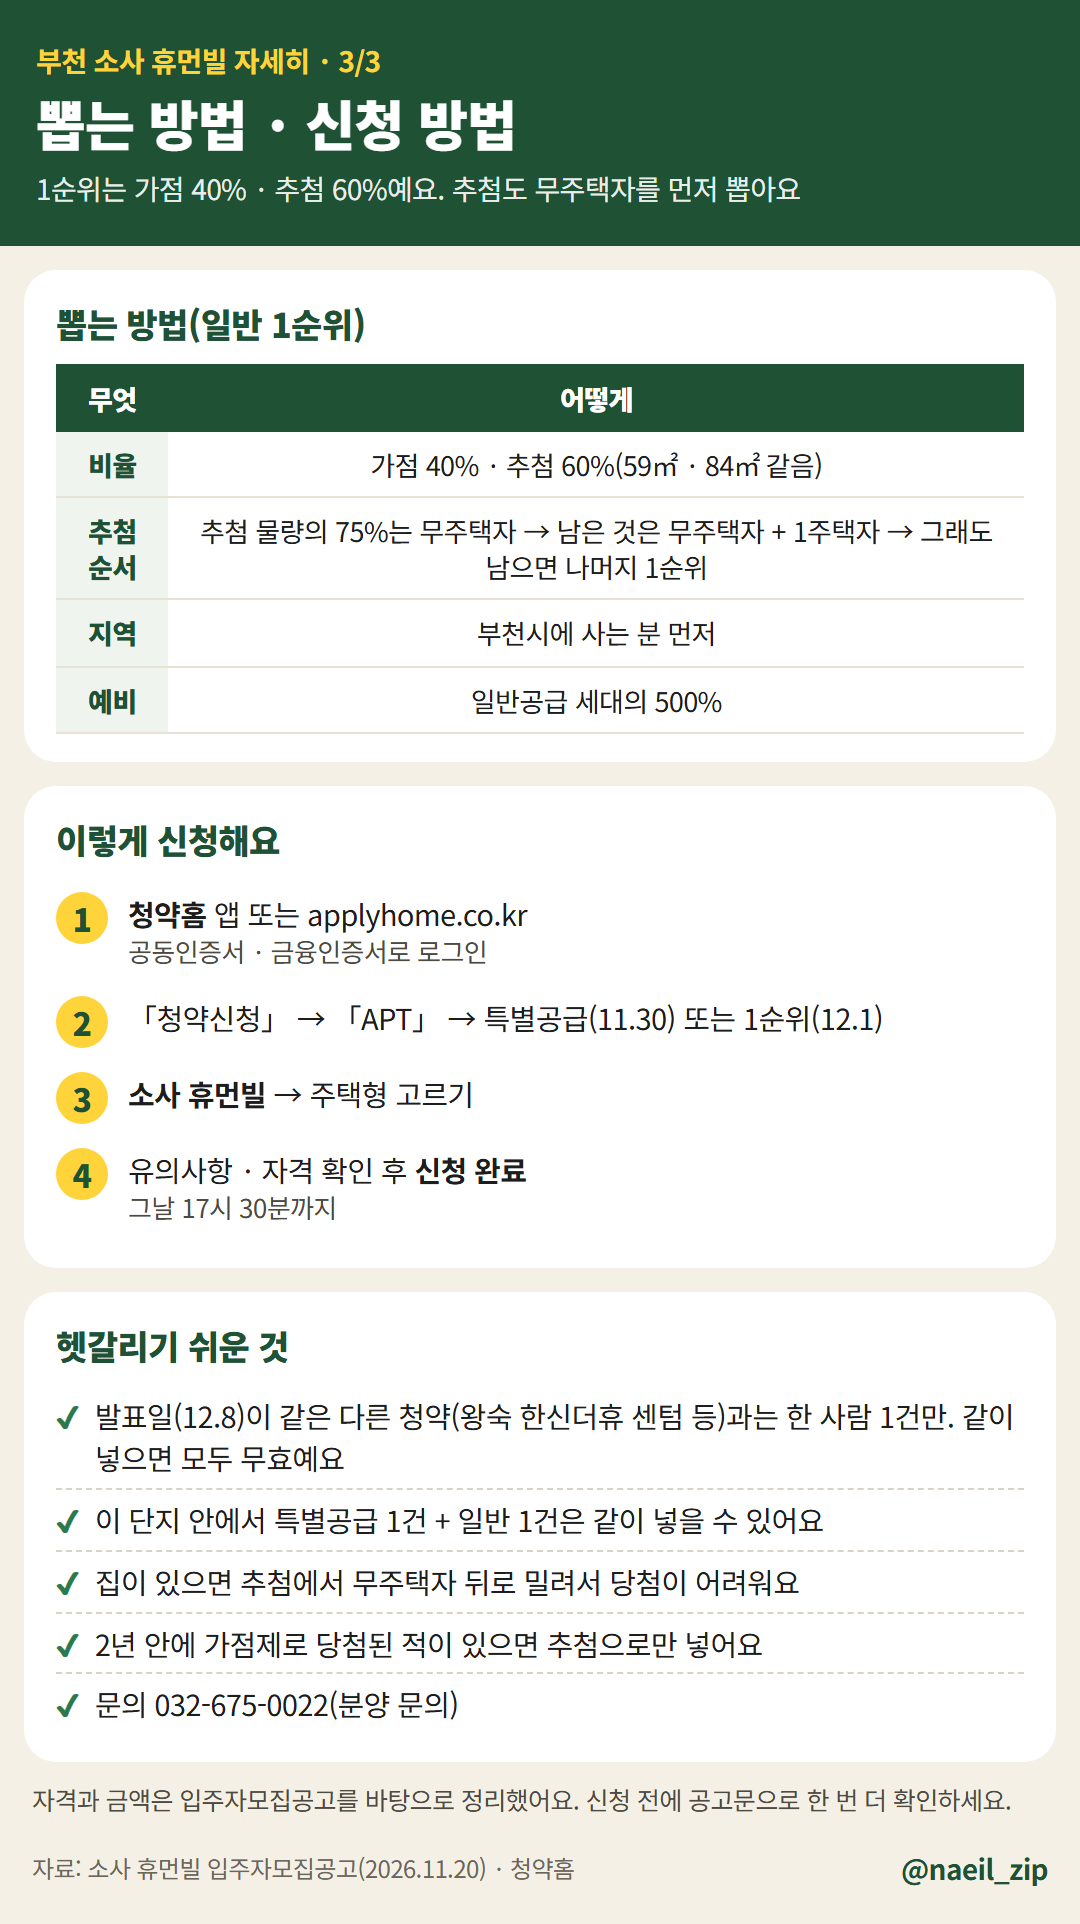 부천 소사 휴먼빌 자세히 · 3/3
뽑는 방법 · 신청 방법
1순위는 가점 40% · 추첨 60%예요. 추첨도 무주택자를 먼저 뽑아요
뽑는 방법(일반 1순위)
무엇 어떻게
비율 가점 40% · 추첨 60%(59㎡ · 84㎡ 같음)
추첨 순서 추첨 물량의 75%는 무주택자 → 남은 것은 무주택자 + 1주택자 → 그래도
남으면 나머지 1순위
지역 부천시에 사는 분 먼저
예비 일반공급 세대의 500%
이렇게 신청해요
1 청약홈 앱 또는 applyhome.co.kr
공동인증서 · 금융인증서로 로그인
2 「청약신청」 → 「APT」 → 특별공급(11.30) 또는 1순위(12.1)
3 소사 휴먼빌 → 주택형 고르기
4 유의사항 · 자격 확인 후 신청 완료
그날 17시 30분까지
헷갈리기 쉬운 것
✔ 발표일(12.8)이 같은 다른 청약(왕숙 한신더휴 센텀 등)과는 한 사람 1건만. 같이
넣으면 모두 무효예요
✔ 이 단지 안에서 특별공급 1건 + 일반 1건은 같이 넣을 수 있어요
✔ 집이 있으면 추첨에서 무주택자 뒤로 밀려서 당첨이 어려워요
✔ 2년 안에 가점제로 당첨된 적이 있으면 추첨으로만 넣어요
✔ 문의 032-675-0022(분양 문의)
자격과 금액은 입주자모집공고를 바탕으로 정리했어요. 신청 전에 공고문으로 한 번 더 확인하세요.
자료: 소사 휴먼빌 입주자모집공고(2026.11.20) · 청약홈
@naeil_zip